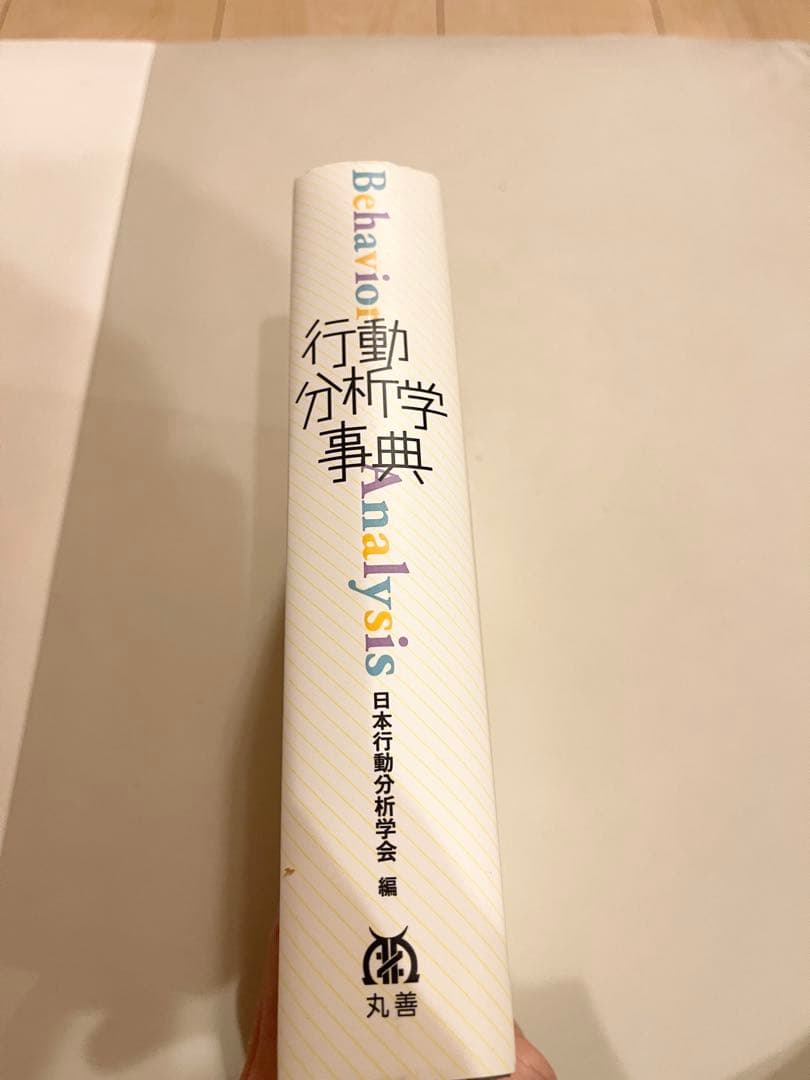 Behavior
行動
分析学
事典
Analysis
日本行動分析学会 編
丸善